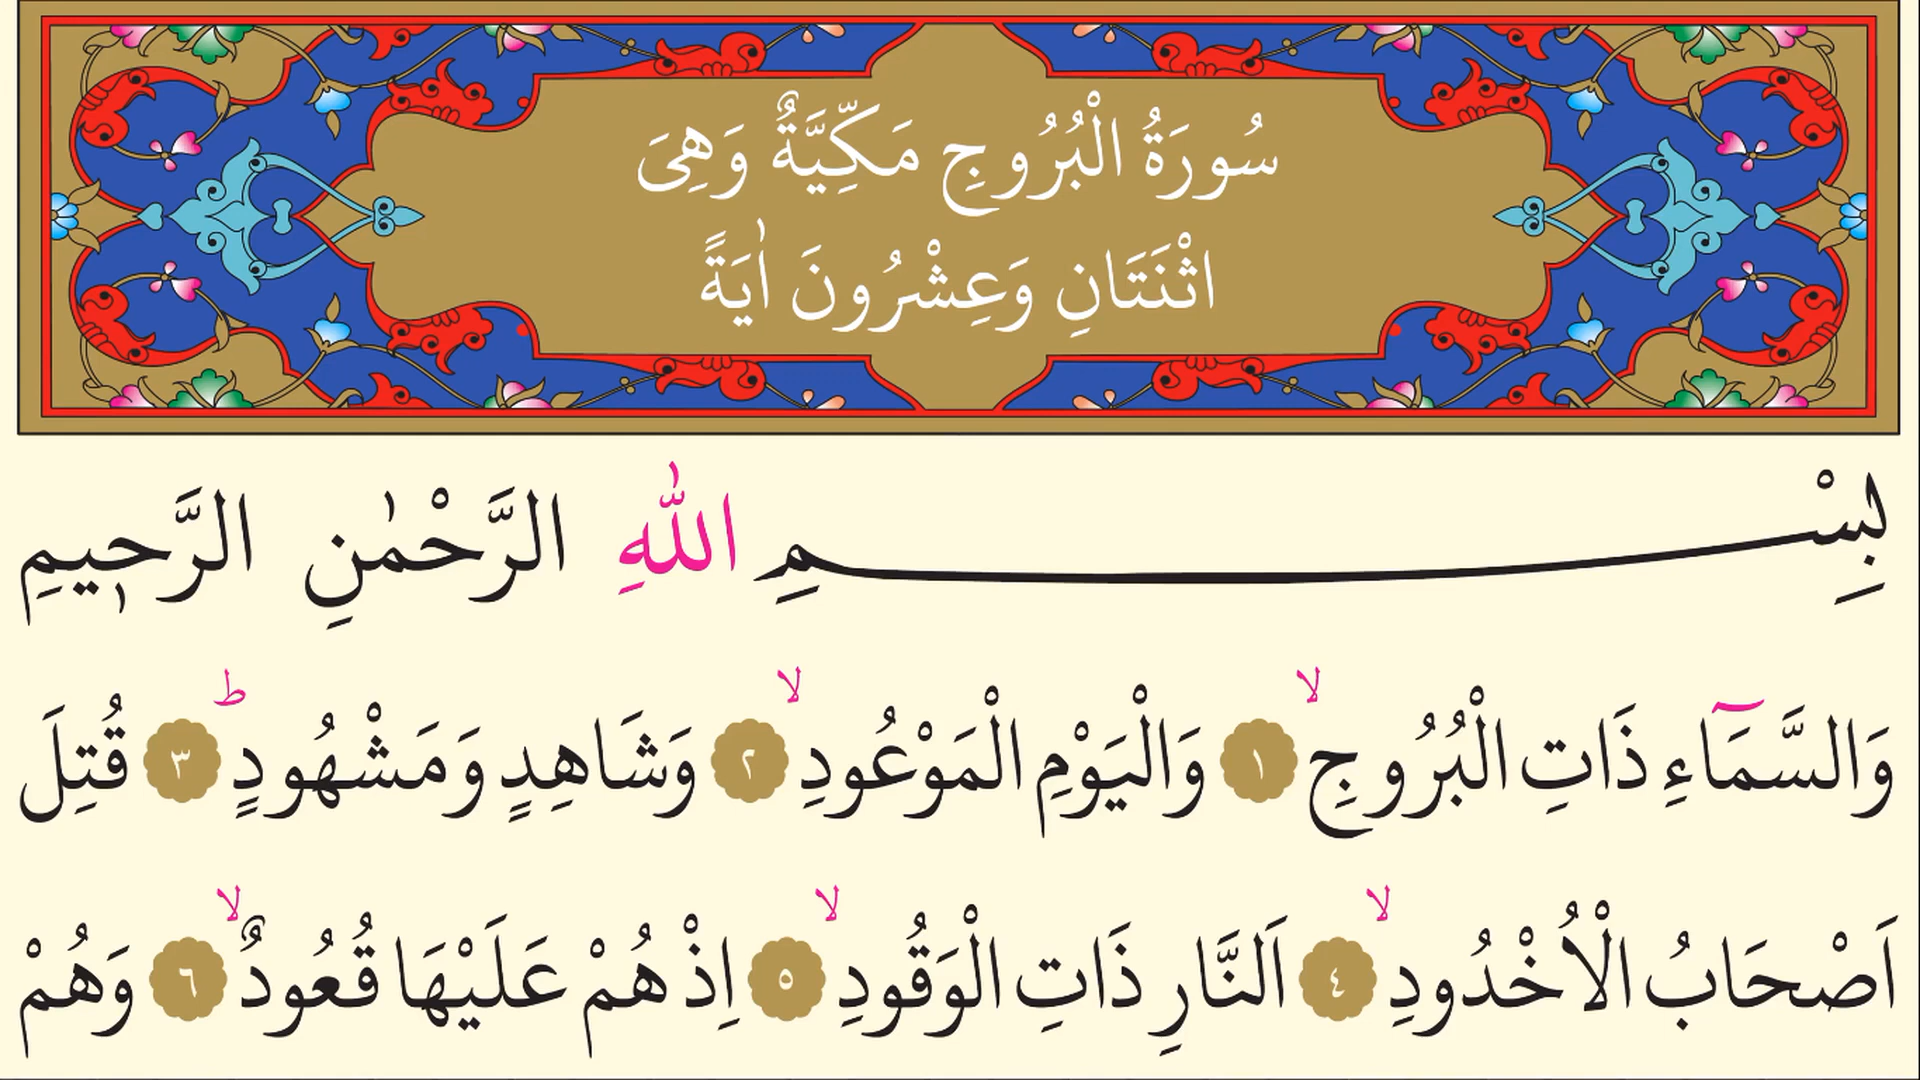 سُورَةُ الْبُرُوجِ مَكِّيَّةٌ وَهِىَ
اثْنَتَانِ وَعِشْرُونَ اٰيَةً
بِسْــــــــمِ اللّٰهِ الرَّحْمٰنِ الرَّح۪يمِ
وَالسَّمَٓاءِ ذَاتِ الْبُرُوجِۙ ١ وَالْيَوْمِ الْمَوْعُودِۙ ٢ وَشَاهِدٍ وَمَشْهُودٍۜ ٣ قُتِلَ
اَصْحَابُ الْاُخْدُودِۙ ٤ اَلنَّارِ ذَاتِ الْوَقُودِۙ ٥ اِذْ هُمْ عَلَيْهَا قُعُودٌۙ ٦ وَهُمْ